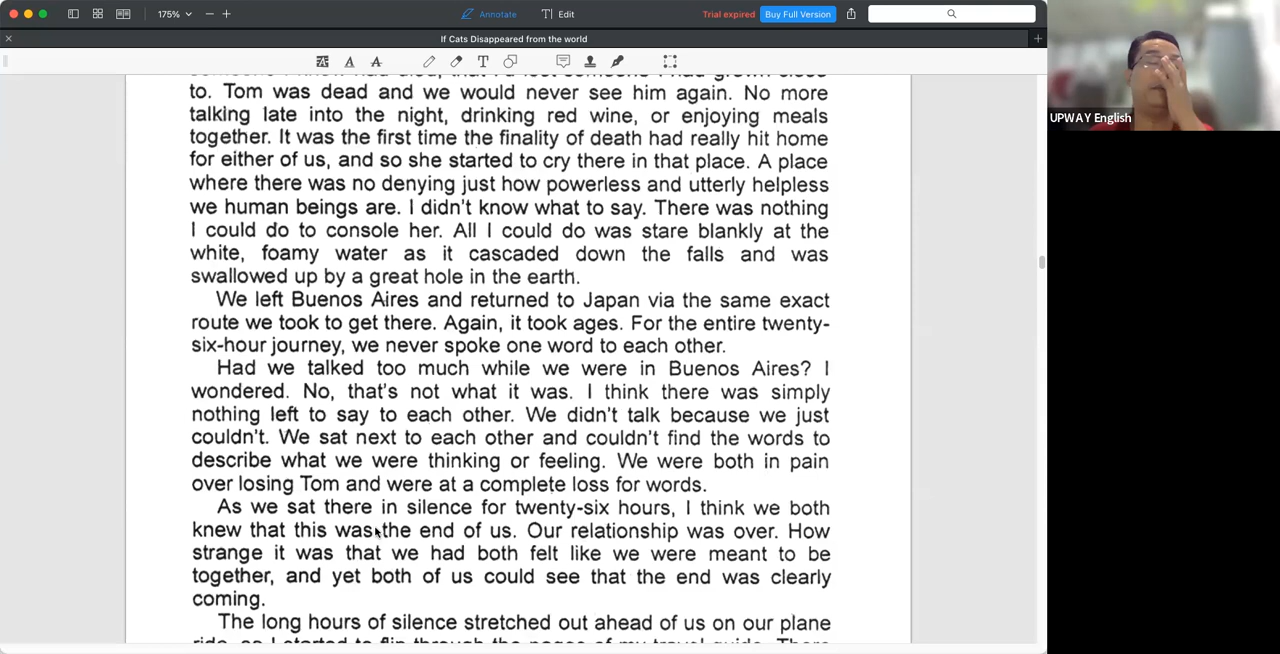 175%
Annotate
Edit
Trial expired
Buy Full Version
If Cats Disappeared from the world
to. Tom was dead and we would never see him again. No more
talking late into the night, drinking red wine, or enjoying meals
together. It was the first time the finality of death had really hit home
for either of us, and so she started to cry there in that place. A place
where there was no denying just how powerless and utterly helpless
we human beings are. I didn't know what to say. There was nothing
I could do to console her. All I could do was stare blankly at the
white, foamy water as it cascaded down the falls and was
swallowed up by a great hole in the earth.
We left Buenos Aires and returned to Japan via the same exact
route we took to get there. Again, it took ages. For the entire twenty-
six-hour journey, we never spoke one word to each other.
Had we talked too much while we were in Buenos Aires? I
wondered. No, that's not what it was. I think there was simply
nothing left to say to each other. We didn't talk because we just
couldn't. We sat next to each other and couldn't find the words to
describe what we were thinking or feeling. We were both in pain
over losing Tom and were at a complete loss for words.
As we sat there in silence for twenty-six hours, I think we both
knew that this was the end of us. Our relationship was over. How
strange it was that we had both felt like we were meant to be
together, and yet both of us could see that the end was clearly
coming.
The long hours of silence stretched out ahead of us on our plane
UPWAY English